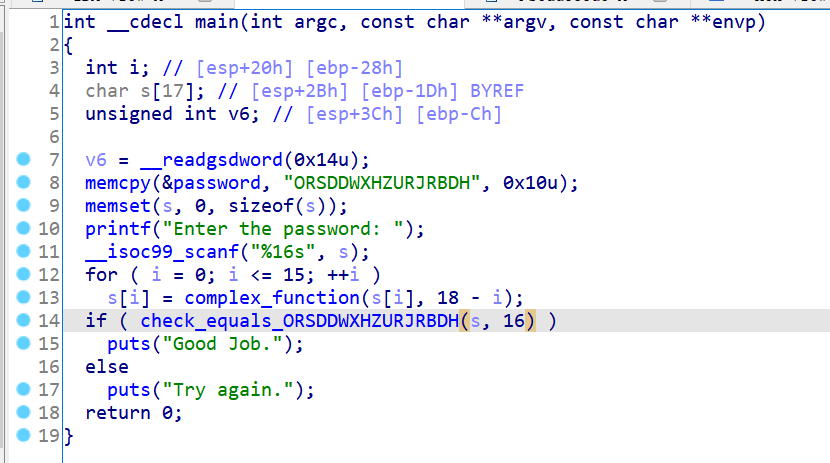 1 int __cdecl main(int argc, const char **argv, const char **envp)
2 {
3 int i; // [esp+20h] [ebp-28h]
4 char s[17]; // [esp+2Bh] [ebp-1Dh] BYREF
5 unsigned int v6; // [esp+3Ch] [ebp-Ch]
6
7 v6 = __readgsdword(0x14u);
8 memcpy(&password, "ORSDDWXHZURJRBDH", 0x10u);
9 memset(s, 0, sizeof(s));
10 printf("Enter the password: ");
11 __isoc99_scanf("%16s", s);
12 for ( i = 0; i <= 15; ++i )
13 s[i] = complex_function(s[i], 18 - i);
14 if ( check_equals_ORSDDWXHZURJRBDH(s, 16) )
15 puts("Good Job.");
16 else
17 puts("Try again.");
18 return 0;
19 }